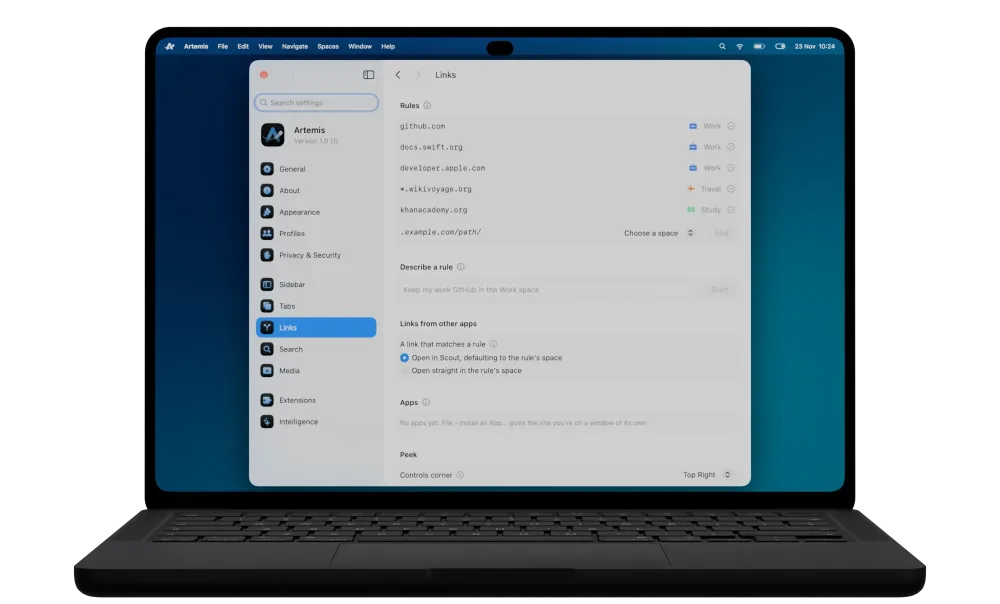 Artemis File Edit View Navigate Spaces Window Help 23 Nov 10:24
Links
Search settings
Artemis
Version 1.0 (1)
General
About
Appearance
Profiles
Privacy & Security
Sidebar
Tabs
Links
Search
Media
Extensions
Intelligence
Rules
github.com Work
docs.swift.org Work
developer.apple.com Work
*.wikivoyage.org Travel
khanacademy.org Study
.example.com/path/ Choose a space Add
Describe a rule
Keep my work GitHub in the Work space Draft
Links from other apps
A link that matches a rule
Open in Scout, defaulting to the rule's space
Open straight in the rule's space
Apps
No apps yet. File › Install as App… gives the site you're on a window of its own.
Peek
Controls corner Top Right